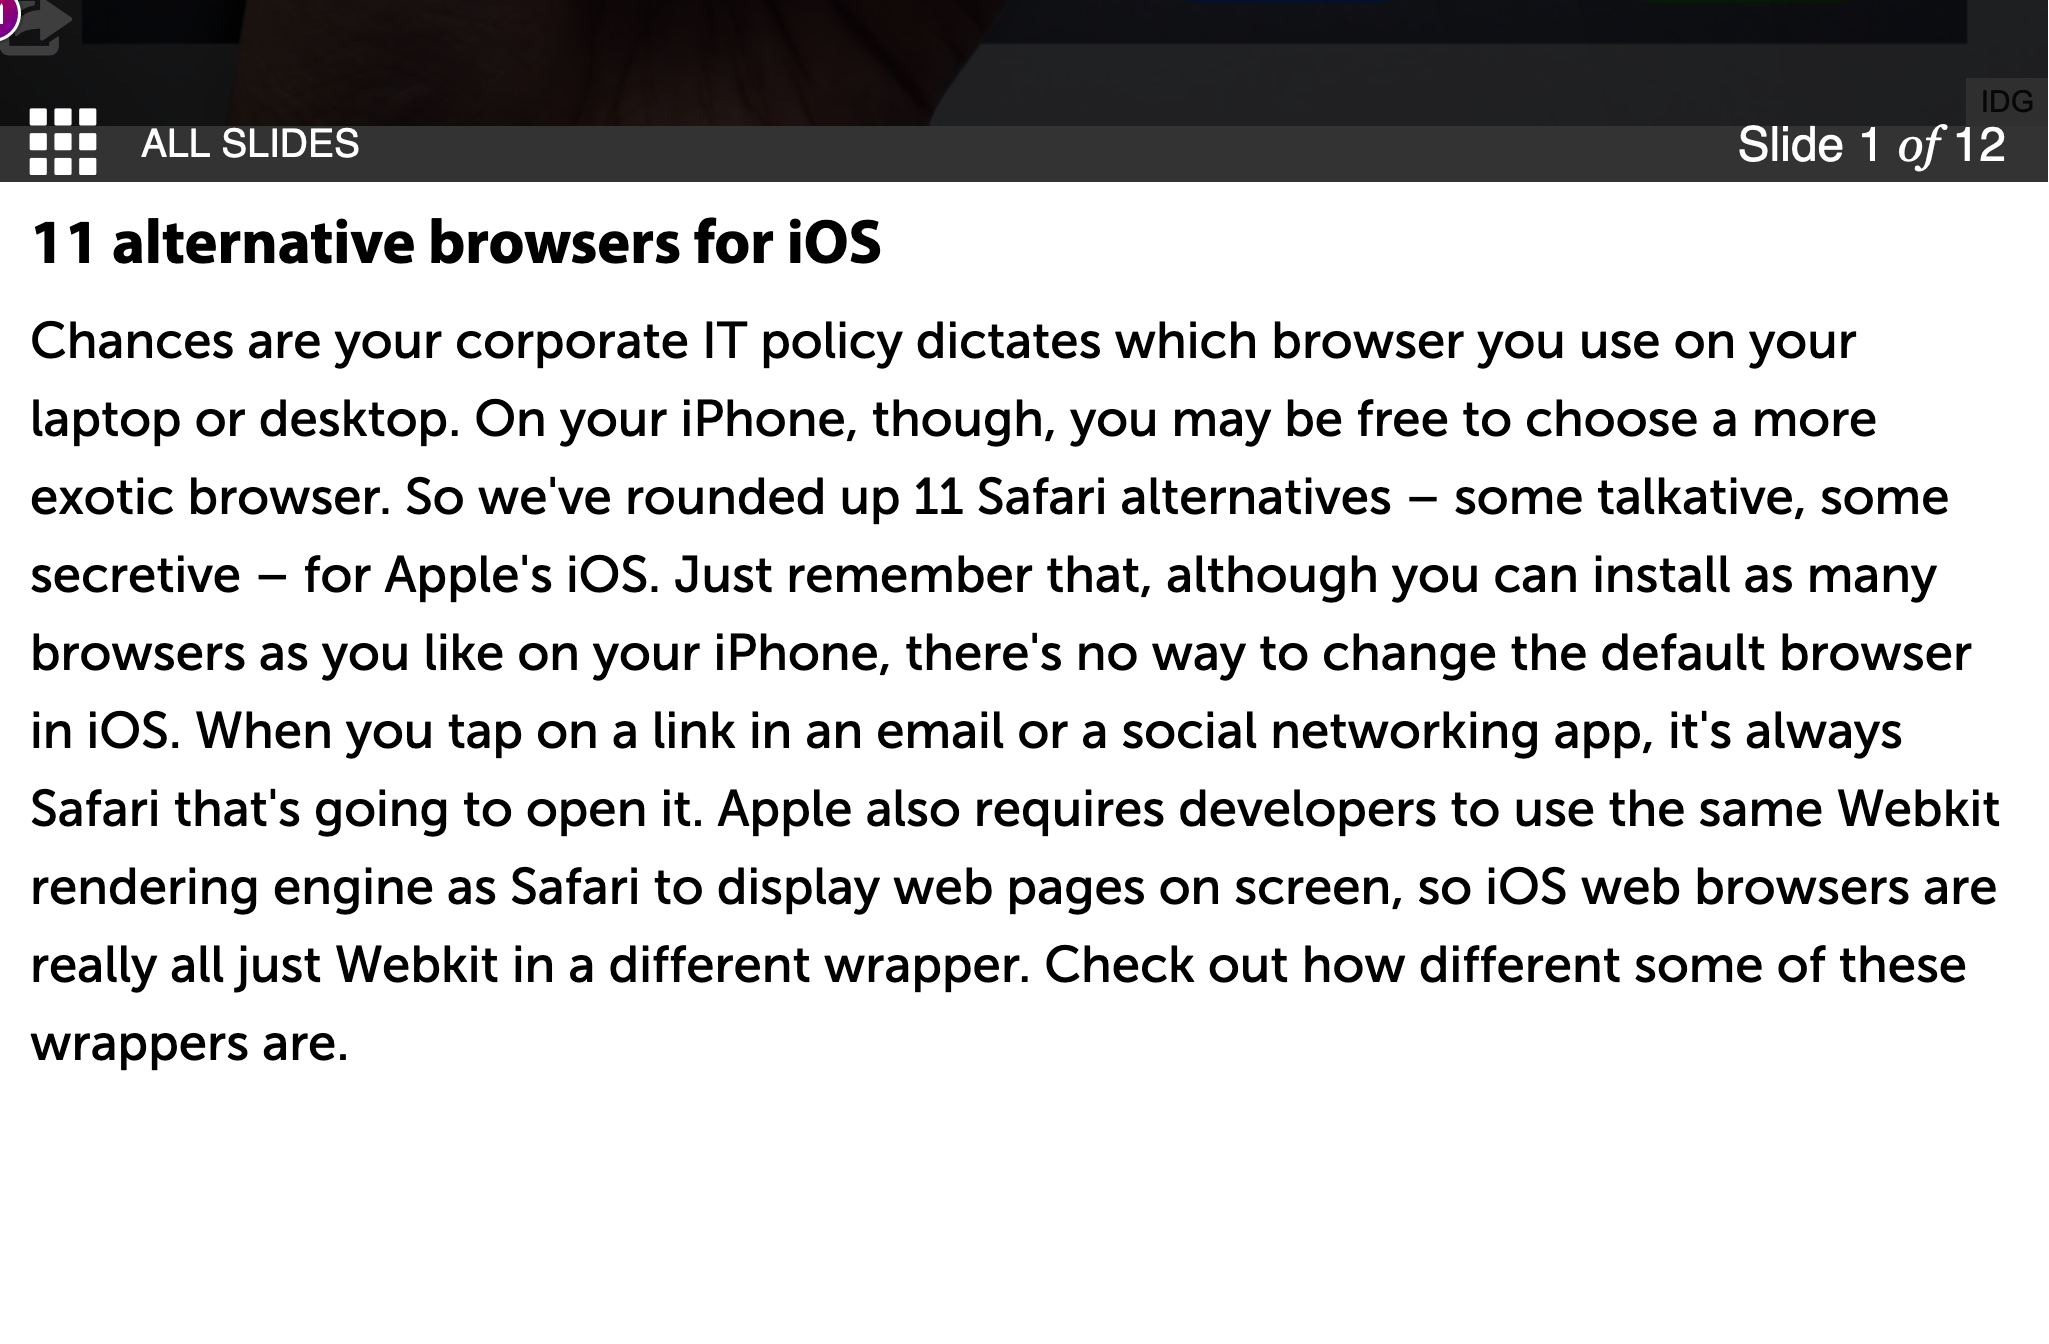 IDG
ALL SLIDES
Slide 1 of 12
11 alternative browsers for iOS
Chances are your corporate IT policy dictates which browser you use on your
laptop or desktop. On your iPhone, though, you may be free to choose a more
exotic browser. So we've rounded up 11 Safari alternatives – some talkative, some
secretive – for Apple's iOS. Just remember that, although you can install as many
browsers as you like on your iPhone, there's no way to change the default browser
in iOS. When you tap on a link in an email or a social networking app, it's always
Safari that's going to open it. Apple also requires developers to use the same Webkit
rendering engine as Safari to display web pages on screen, so iOS web browsers are
really all just Webkit in a different wrapper. Check out how different some of these
wrappers are.